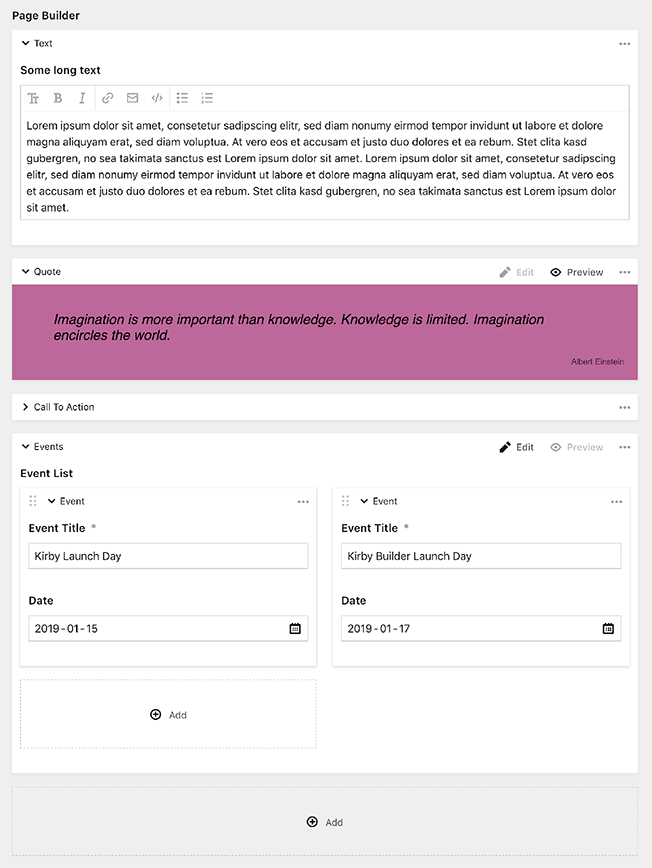 Page Builder
Text
Some long text
Lorem ipsum dolor sit amet, consetetur sadipscing elitr, sed diam nonumy eirmod tempor invidunt ut labore et dolore
magna aliquyam erat, sed diam voluptua. At vero eos et accusam et justo duo dolores et ea rebum. Stet clita kasd
gubergren, no sea takimata sanctus est Lorem ipsum dolor sit amet. Lorem ipsum dolor sit amet, consetetur sadipscing
elitr, sed diam nonumy eirmod tempor invidunt ut labore et dolore magna aliquyam erat, sed diam voluptua. At vero eos
et accusam et justo duo dolores et ea rebum. Stet clita kasd gubergren, no sea takimata sanctus est Lorem ipsum dolor
sit amet.
Quote Edit Preview
Imagination is more important than knowledge. Knowledge is limited. Imagination
encircles the world.
Albert Einstein
Call To Action
Events Edit Preview
Event List
Event Event
Event Title * Event Title *
Kirby Launch Day Kirby Builder Launch Day
Date Date
2019-01-15 2019-01-17
Add
Add